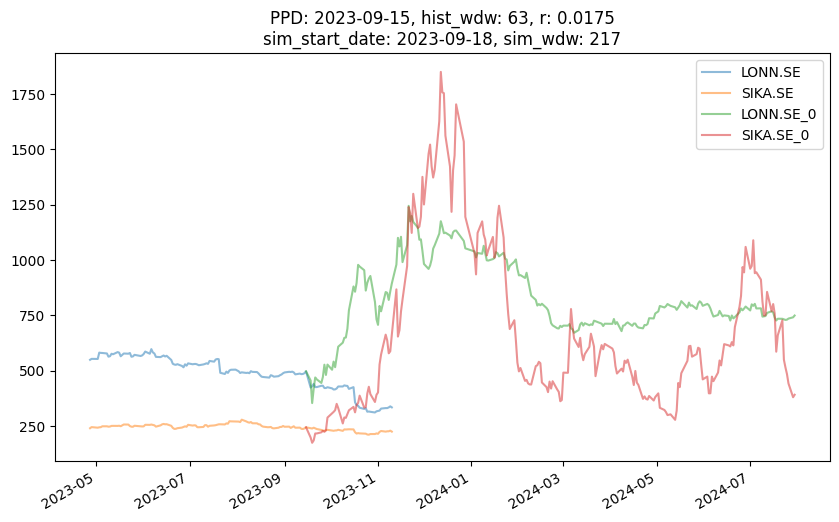 PPD: 2023-09-15, hist_wdw: 63, r: 0.0175
sim_start_date: 2023-09-18, sim_wdw: 217
LONN.SE
SIKA.SE
LONN.SE_0
SIKA.SE_0
1750
1500
1250
1000
750
500
250
2023-05
2023-07
2023-09
2023-11
2024-01
2024-03
2024-05
2024-07